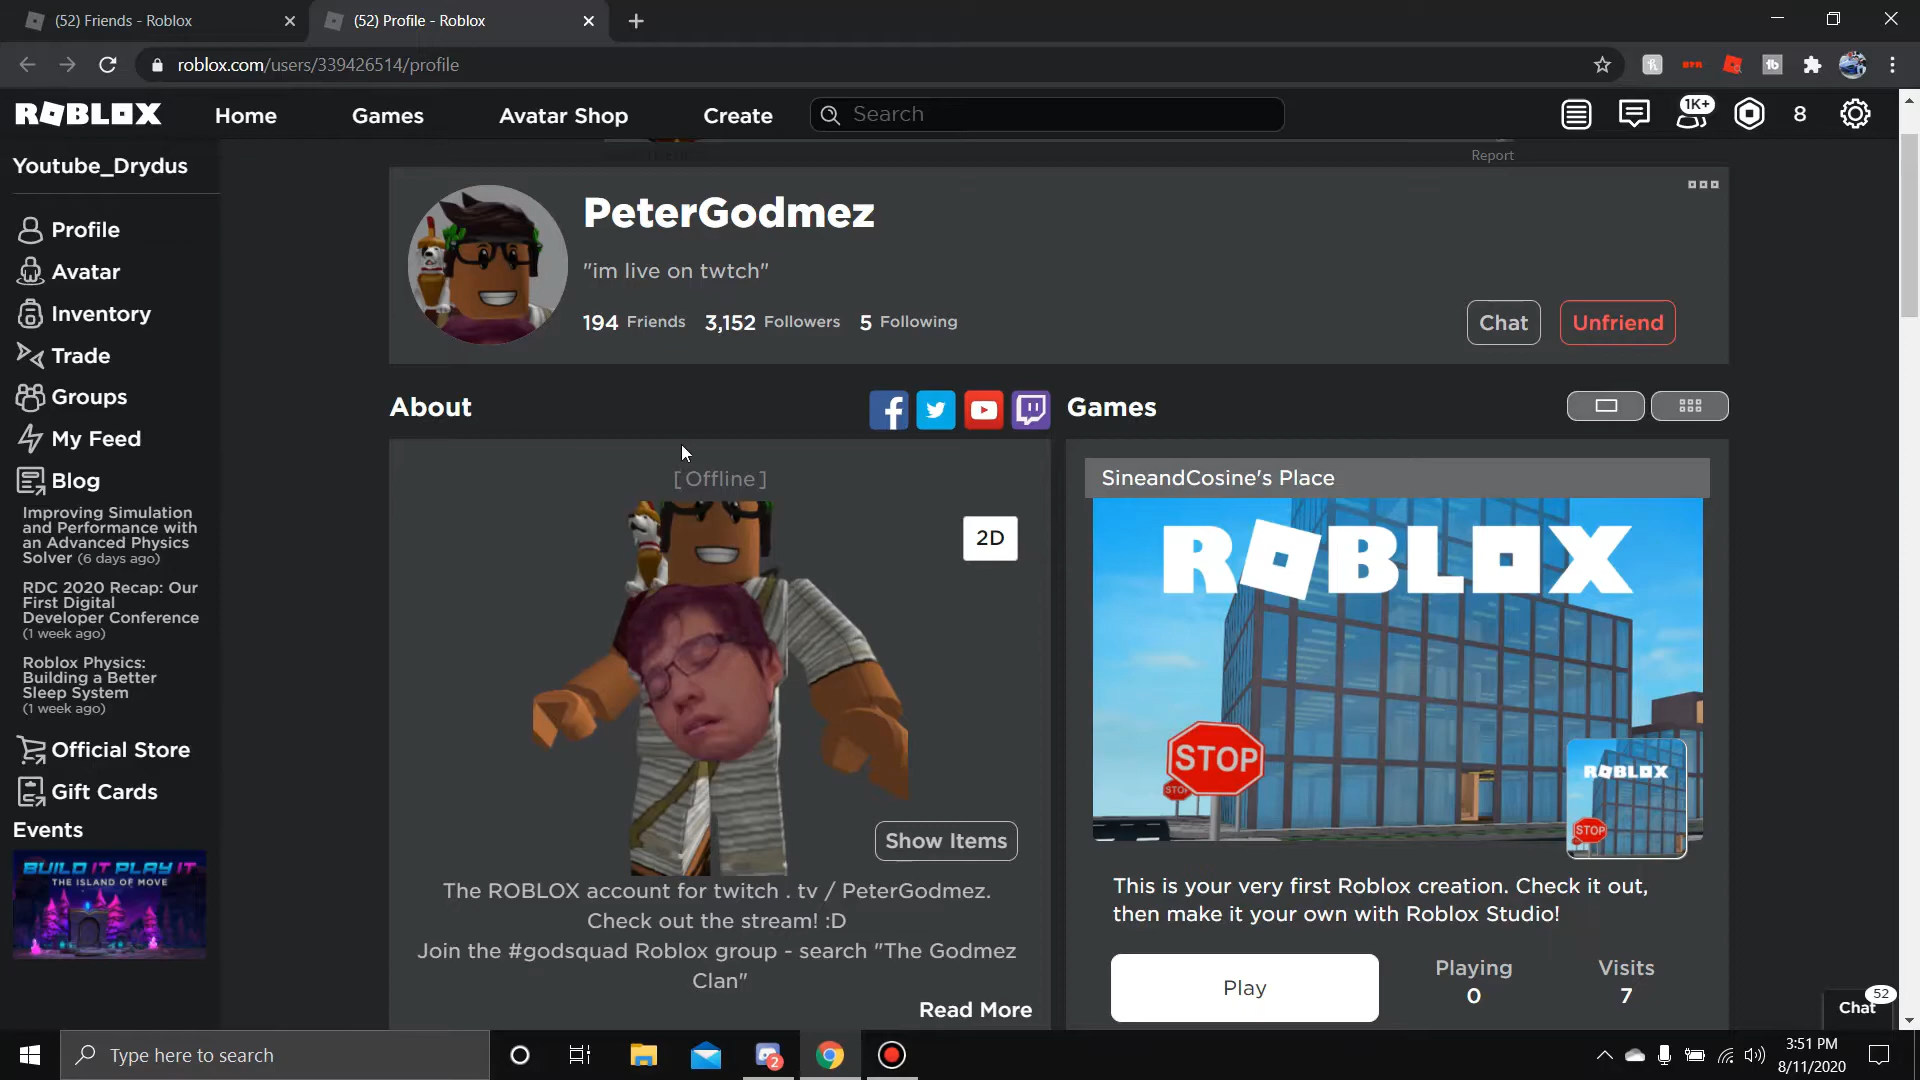 (52) Friends - Roblox
(52) Profile - Roblox
roblox.com/users/339426514/profile
ROBLOX
Home
Games
Avatar Shop
Create
Search
1K+
8
Report
Youtube_Drydus
Profile
Avatar
Inventory
Trade
Groups
My Feed
Blog
Improving Simulation
and Performance with
an Advanced Physics
Solver (6 days ago)
RDC 2020 Recap: Our
First Digital
Developer Conference
(1 week ago)
Roblox Physics:
Building a Better
Sleep System
(1 week ago)
Official Store
Gift Cards
Events
BUILD IT PLAY IT
THE ISLAND OF MOVE
PeterGodmez
"im live on twtch"
194 Friends 3,152 Followers 5 Following
Chat
Unfriend
About
[Offline]
2D
Show Items
The ROBLOX account for twitch . tv / PeterGodmez.
Check out the stream! :D
Join the #godsquad Roblox group - search "The Godmez
Clan"
Read More
Games
SineandCosine's Place
ROBLOX
STOP
STOP
ROBLOX
STOP
This is your very first Roblox creation. Check it out,
then make it your own with Roblox Studio!
Play
Playing
0
Visits
7
Chat
52
Type here to search
2
3:51 PM
8/11/2020